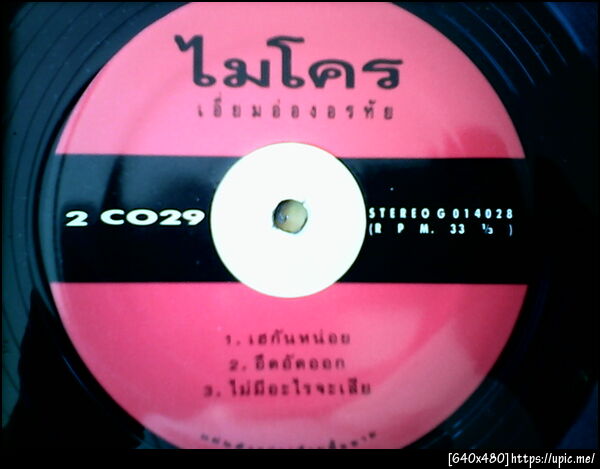 ไมโคร
เอี่ยมอ่องอรทัย
2 CO29
STEREO G 014028
(R P M. 33 ⅓ )
1. เฮกันหน่อย
2. อึดอัดออก
3. ไม่มีอะไรจะเสีย
[640x480]https://upic.me/